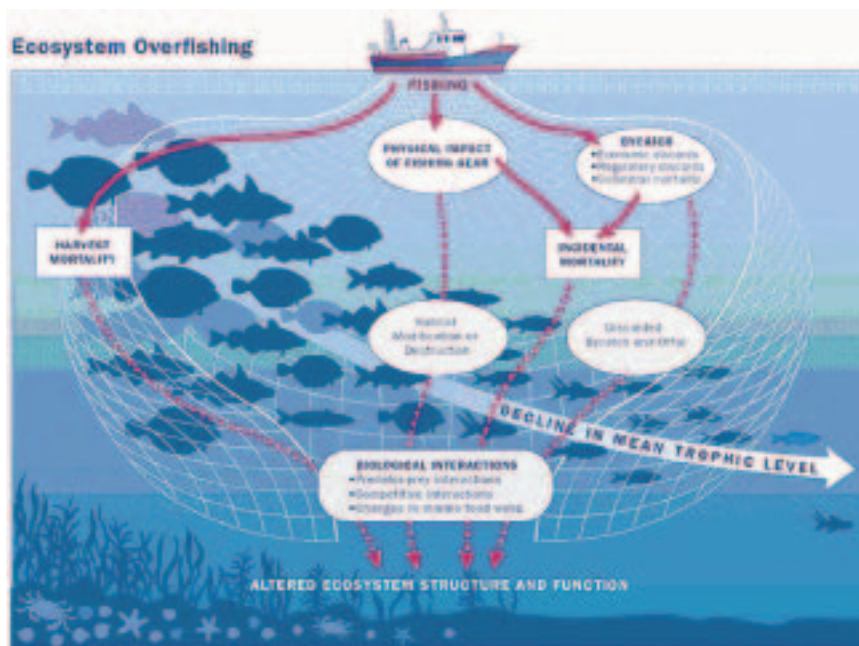 Ecosystem Overfishing
FISHING
PHYSICAL IMPACT
OF FISHING GEAR
BYCATCH
•Economic discards
•Regulatory discards
HARVEST
MORTALITY
INCIDENTAL
MORTALITY
Habitat
Modification or
Destruction
Discarded
Bycatch and Offal
DECLINE IN MEAN TROPHIC LEVEL
BIOLOGICAL INTERACTIONS
•Predator-prey interactions
•Competitive interactions
•Changes in marine food webs
ALTERED ECOSYSTEM STRUCTURE AND FUNCTION